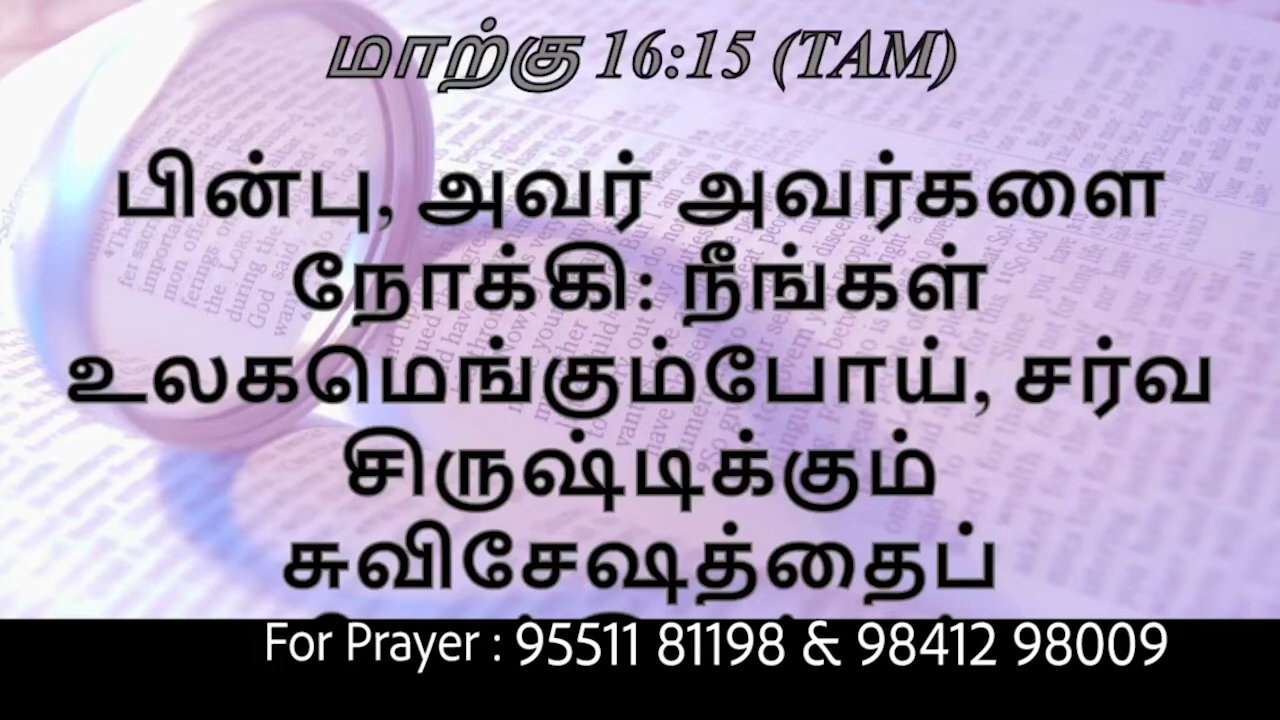 மாற்கு 16:15 (TAM)
பின்பு, அவர் அவர்களை
நோக்கி: நீங்கள்
உலகமெங்கும்போய், சர்வ
சிருஷ்டிக்கும்
சுவிசேஷத்தைப்
For Prayer : 95511 81198 & 98412 98009